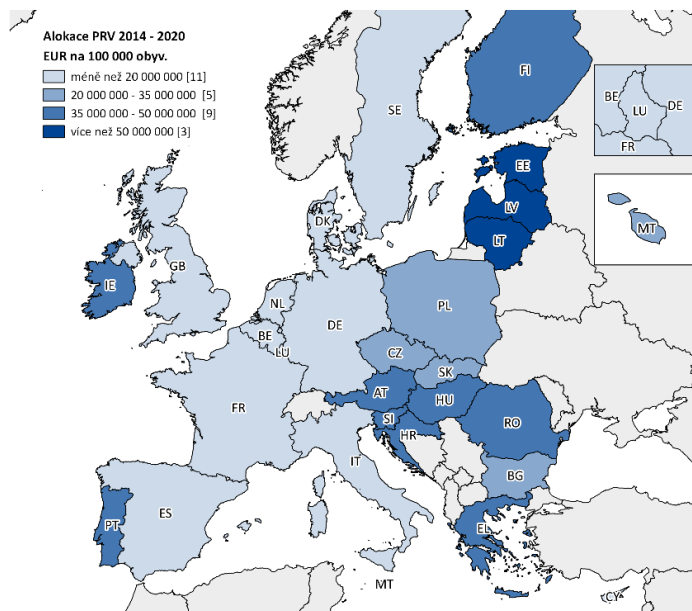 Alokace PRV 2014 - 2020
EUR na 100 000 obyv.
méně než 20 000 000 [11]
20 000 000 - 35 000 000 [5]
35 000 000 - 50 000 000 [9]
více než 50 000 000 [3]
FI
SE
BE
DE
LU
FR
EE
LV
LT
MT
DK
GB
IE
NL
PL
DE
BE
LU
CZ
SK
AT
HU
FR
SI
HR
RO
IT
BG
ES
PT
EL
MT
CY